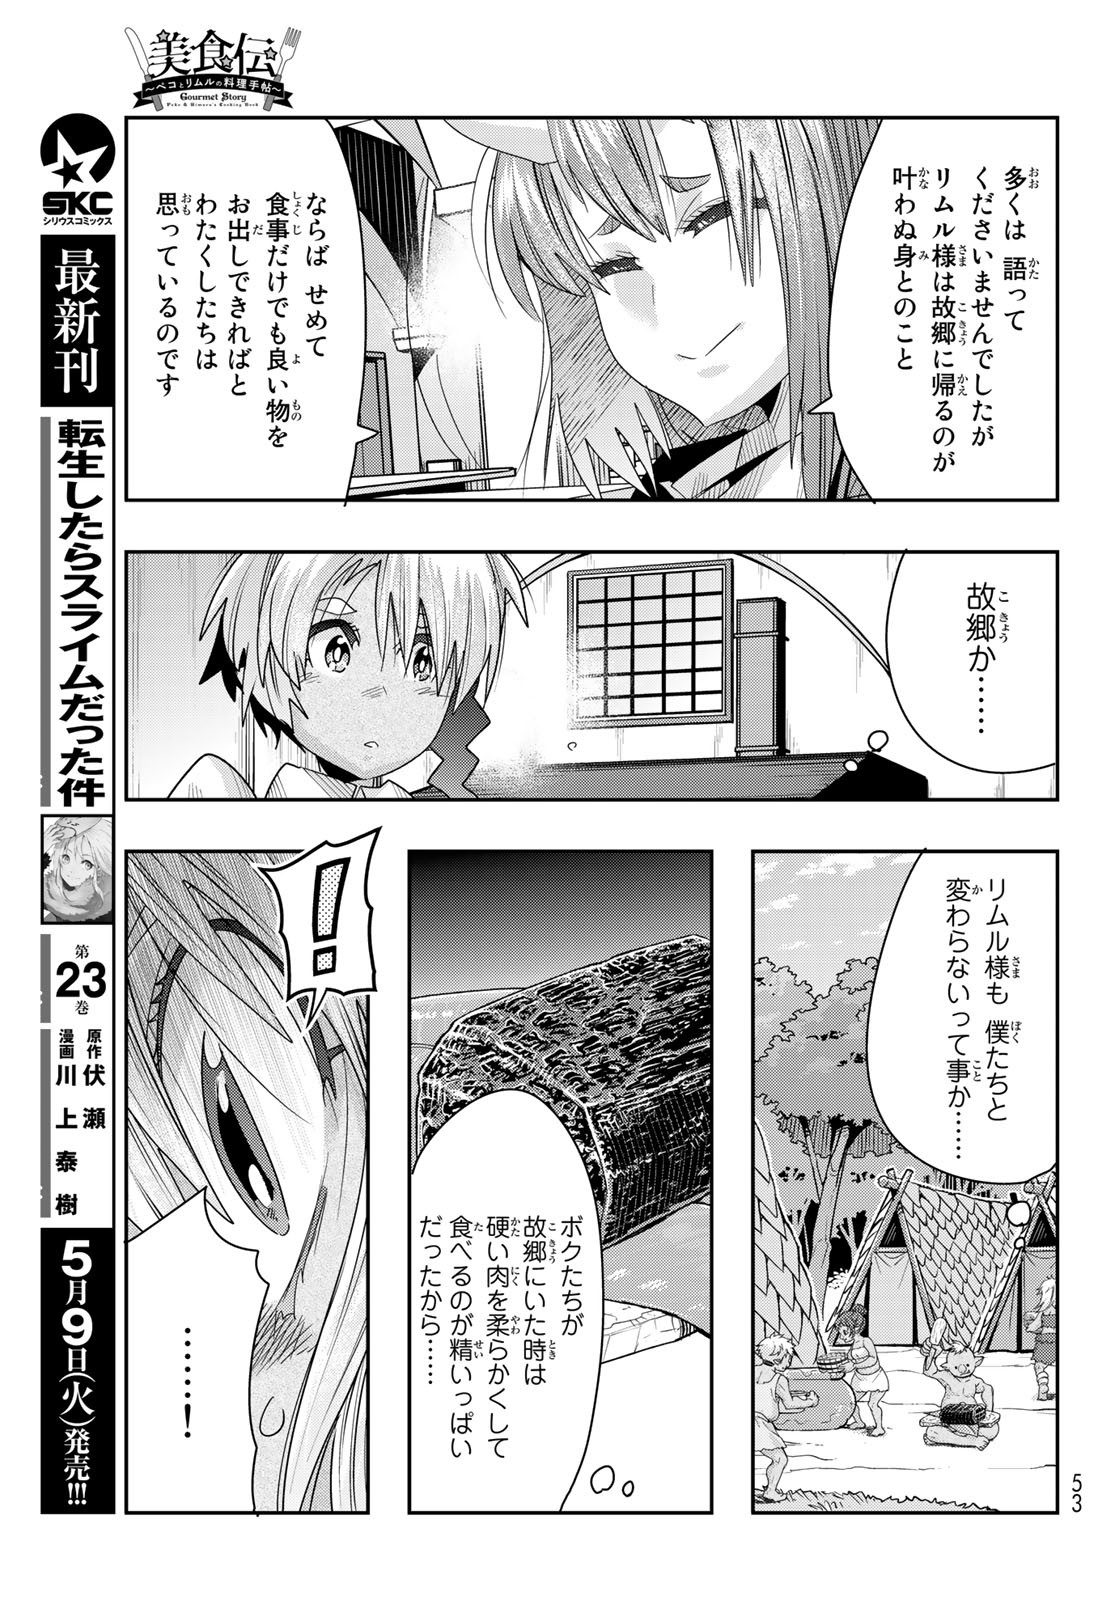 美食伝
～ペコとリムルの料理手帖～
Gourmet Story
Peko & Rimuru's Cooking Book
多くは 語って
くださいませんでしたが
リムル様は故郷に帰るのが
叶わぬ身とのこと
ならば せめて
食事だけでも良い物を
お出しできればと
わたくしたちは
思っているのです
故郷か……
リムル様も 僕たちと
変わらないって事か……
ボクたちが
故郷にいた時は
硬い肉を柔らかくして
食べるのが精いっぱい
だったから……
！
……！
SKC
シリウスコミックス
最新刊
転生したらスライムだった件
第
23
巻
原作 伏瀬
漫画 川上泰樹
5月9日(火)発売!!!
53